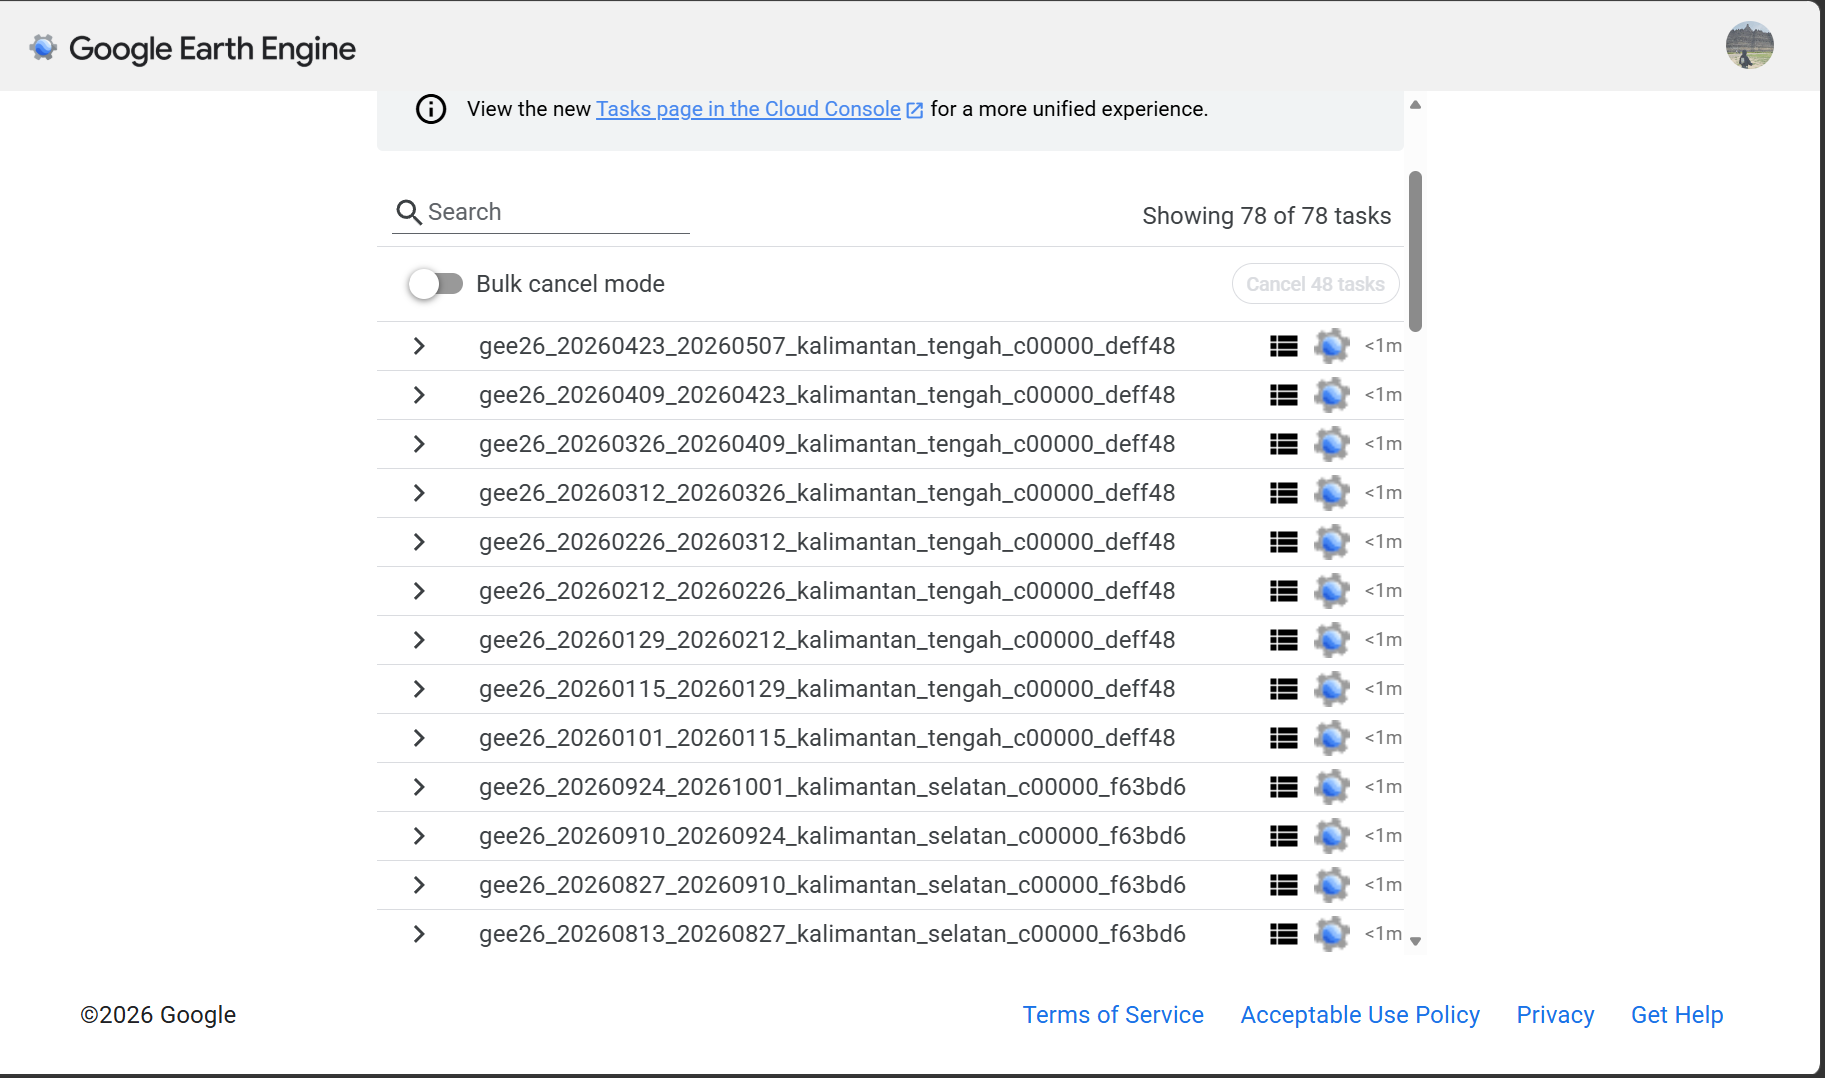 Google Earth Engine
View the new Tasks page in the Cloud Console for a more unified experience.
Search
Showing 78 of 78 tasks
Bulk cancel mode
Cancel 48 tasks
gee26_20260423_20260507_kalimantan_tengah_c00000_deff48 <1m
gee26_20260409_20260423_kalimantan_tengah_c00000_deff48 <1m
gee26_20260326_20260409_kalimantan_tengah_c00000_deff48 <1m
gee26_20260312_20260326_kalimantan_tengah_c00000_deff48 <1m
gee26_20260226_20260312_kalimantan_tengah_c00000_deff48 <1m
gee26_20260212_20260226_kalimantan_tengah_c00000_deff48 <1m
gee26_20260129_20260212_kalimantan_tengah_c00000_deff48 <1m
gee26_20260115_20260129_kalimantan_tengah_c00000_deff48 <1m
gee26_20260101_20260115_kalimantan_tengah_c00000_deff48 <1m
gee26_20260924_20261001_kalimantan_selatan_c00000_f63bd6 <1m
gee26_20260910_20260924_kalimantan_selatan_c00000_f63bd6 <1m
gee26_20260827_20260910_kalimantan_selatan_c00000_f63bd6 <1m
gee26_20260813_20260827_kalimantan_selatan_c00000_f63bd6 <1m
©2026 Google
Terms of Service
Acceptable Use Policy
Privacy
Get Help